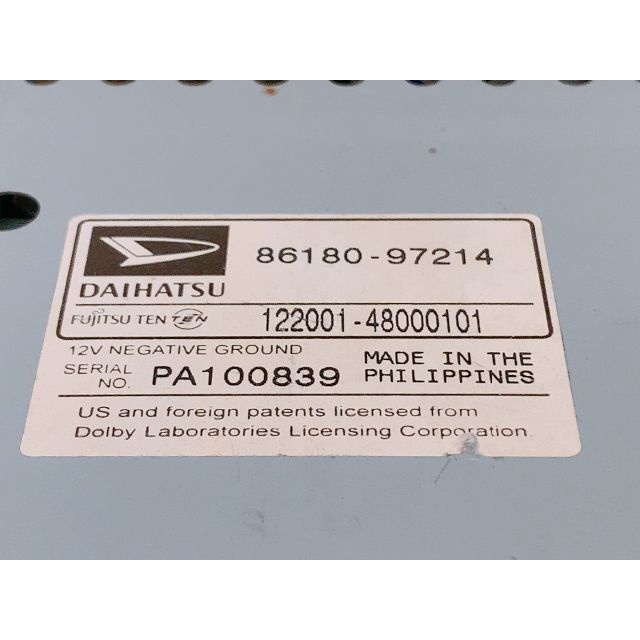 86180-97214
DAIHATSU
FUJITSU TEN TEN
122001-48000101
12V NEGATIVE GROUND
SERIAL NO. PA100839
MADE IN THE
PHILIPPINES
US and foreign patents licensed from
Dolby Laboratories Licensing Corporation.